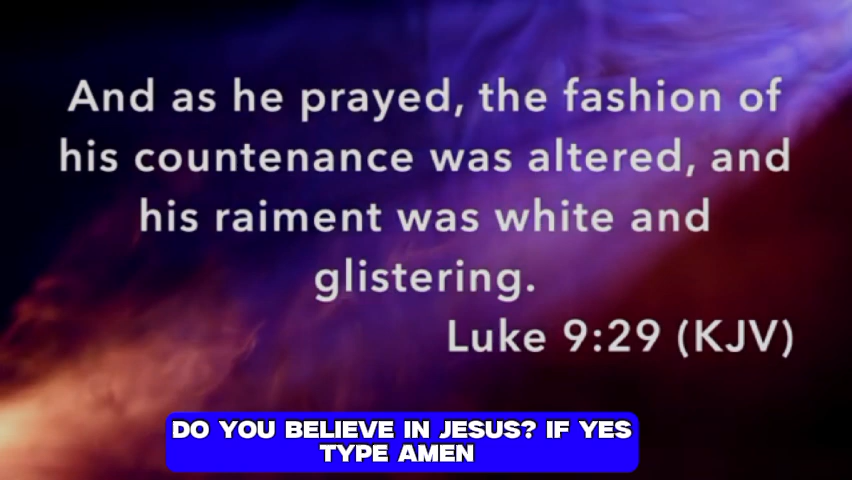 And as he prayed, the fashion of
his countenance was altered, and
his raiment was white and
glistering.
Luke 9:29 (KJV)
DO YOU BELIEVE IN JESUS? IF YES
TYPE AMEN